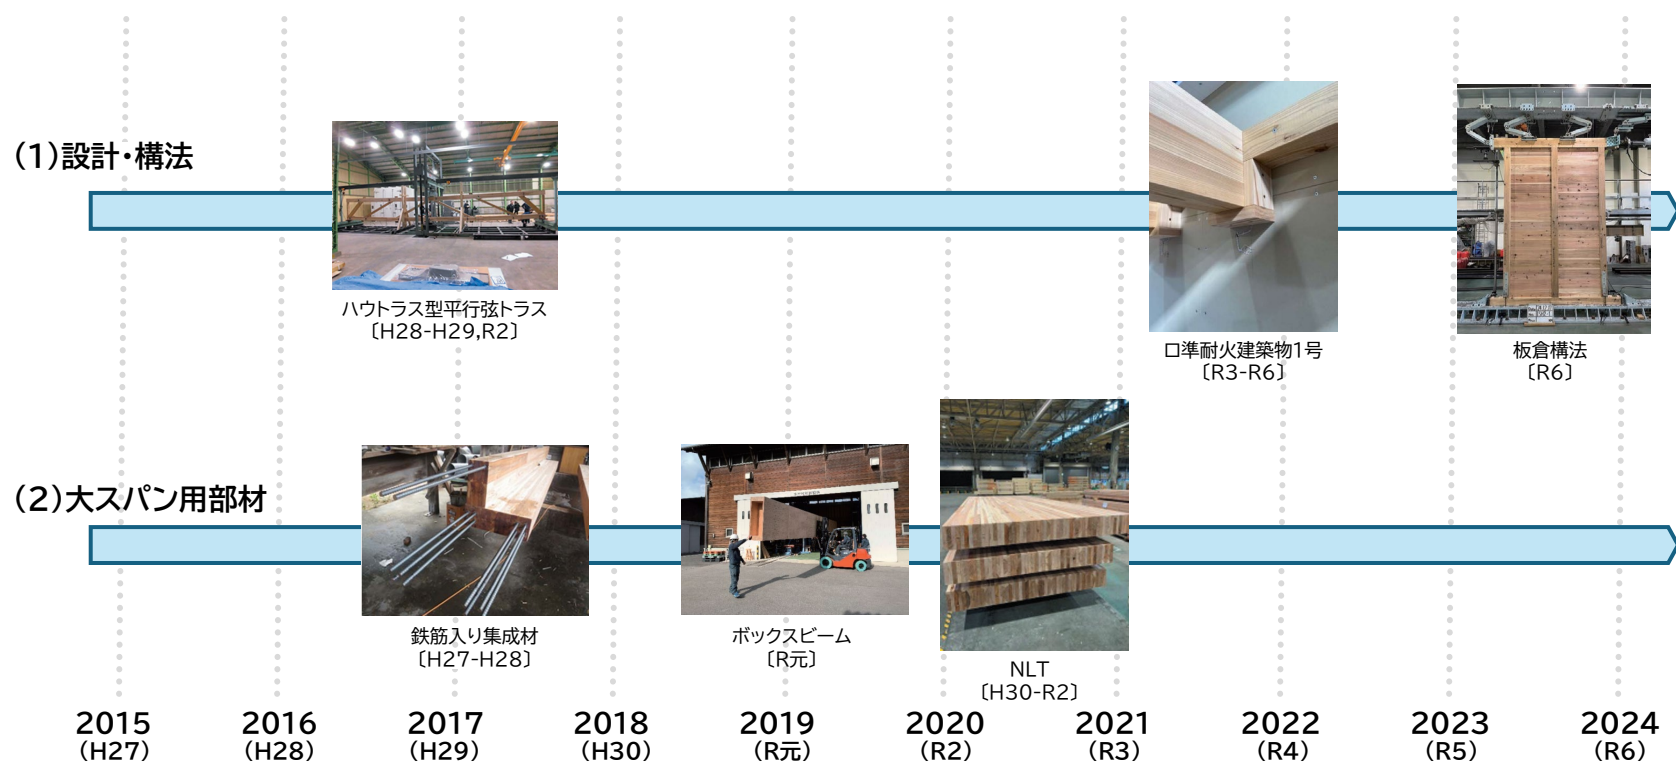 (1)設計・構法
ハウトラス型平行弦トラス
〔H28-H29,R2〕
ロ準耐火建築物1号
〔R3-R6〕
板倉構法
〔R6〕
(2)大スパン用部材
鉄筋入り集成材
〔H27-H28〕
ボックスビーム
〔R元〕
NLT
〔H30-R2〕
2015 2016 2017 2018 2019 2020 2021 2022 2023 2024
(H27) (H28) (H29) (H30) (R元) (R2) (R3) (R4) (R5) (R6)